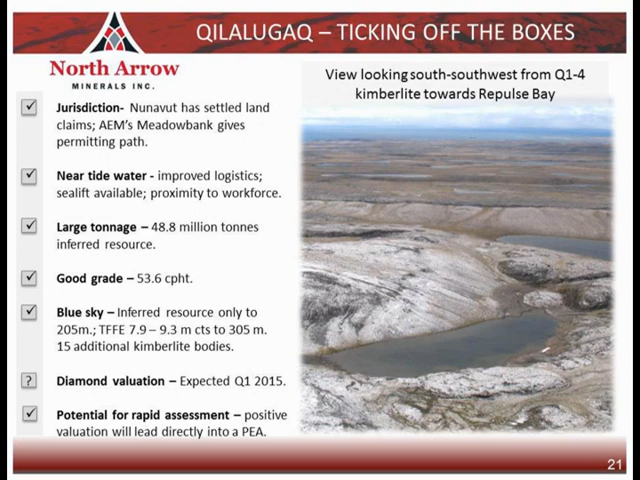 QILALUGAQ – TICKING OFF THE BOXES
North Arrow
MINERALS INC.
View looking south-southwest from Q1-4
kimberlite towards Repulse Bay
Jurisdiction- Nunavut has settled land
claims; AEM's Meadowbank gives
permitting path.
Near tide water - improved logistics;
sealift available; proximity to workforce.
Large tonnage – 48.8 million tonnes
inferred resource.
Good grade – 53.6 cpht.
Blue sky – Inferred resource only to
205m.; TFFE 7.9 – 9.3 m cts to 305 m.
15 additional kimberlite bodies.
? Diamond valuation – Expected Q1 2015.
Potential for rapid assessment – positive
valuation will lead directly into a PEA.
21